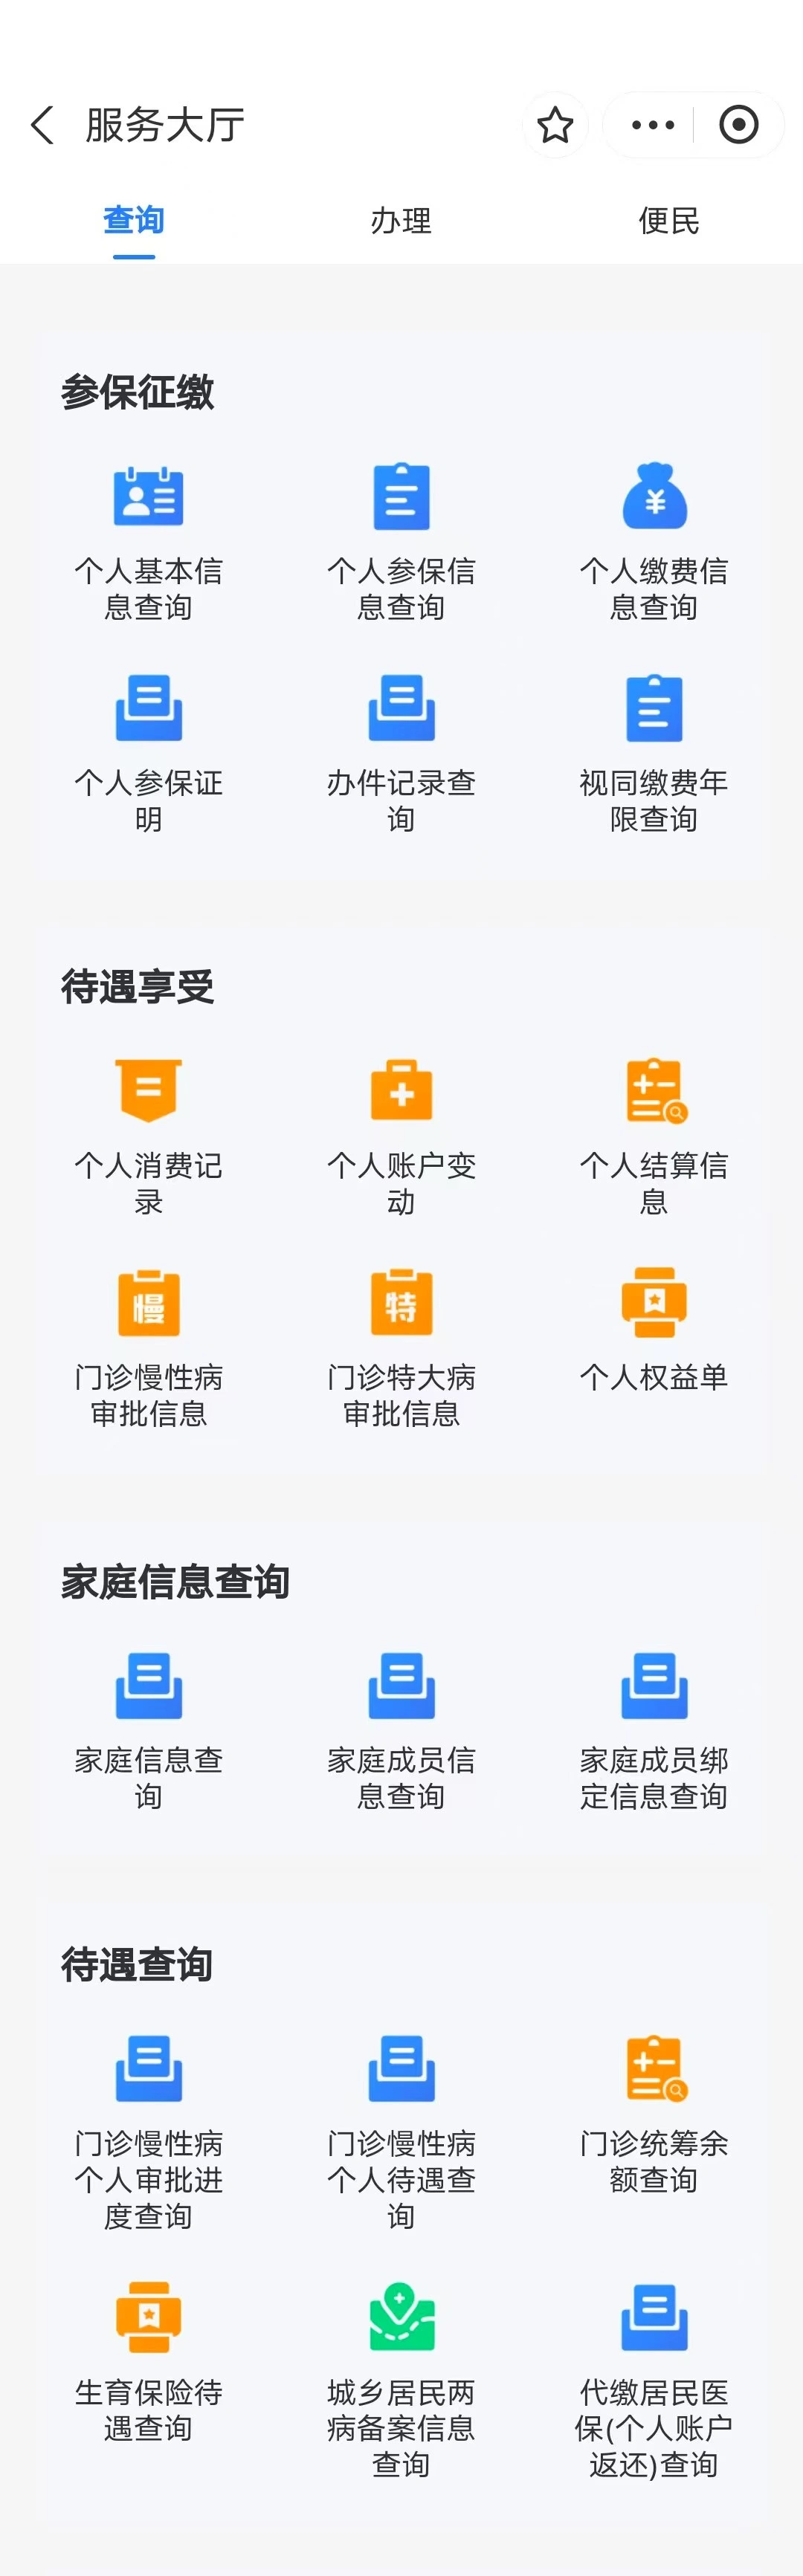 服务大厅
查询 办理 便民
参保征缴
¥
个人基本信 个人参保信 个人缴费信
息查询 息查询 息查询
个人参保证 办件记录查 视同缴费年
明 询 限查询
待遇享受
个人消费记 个人账户变 个人结算信
录 动 息
慢 特
门诊慢性病 门诊特大病 个人权益单
审批信息 审批信息
家庭信息查询
家庭信息查 家庭成员信 家庭成员绑
询 息查询 定信息查询
待遇查询
门诊慢性病 门诊慢性病 门诊统筹余
个人审批进 个人待遇查 额查询
度查询 询
生育保险待 城乡居民两 代缴居民医
遇查询 病备案信息 保(个人账户
查询 返还)查询